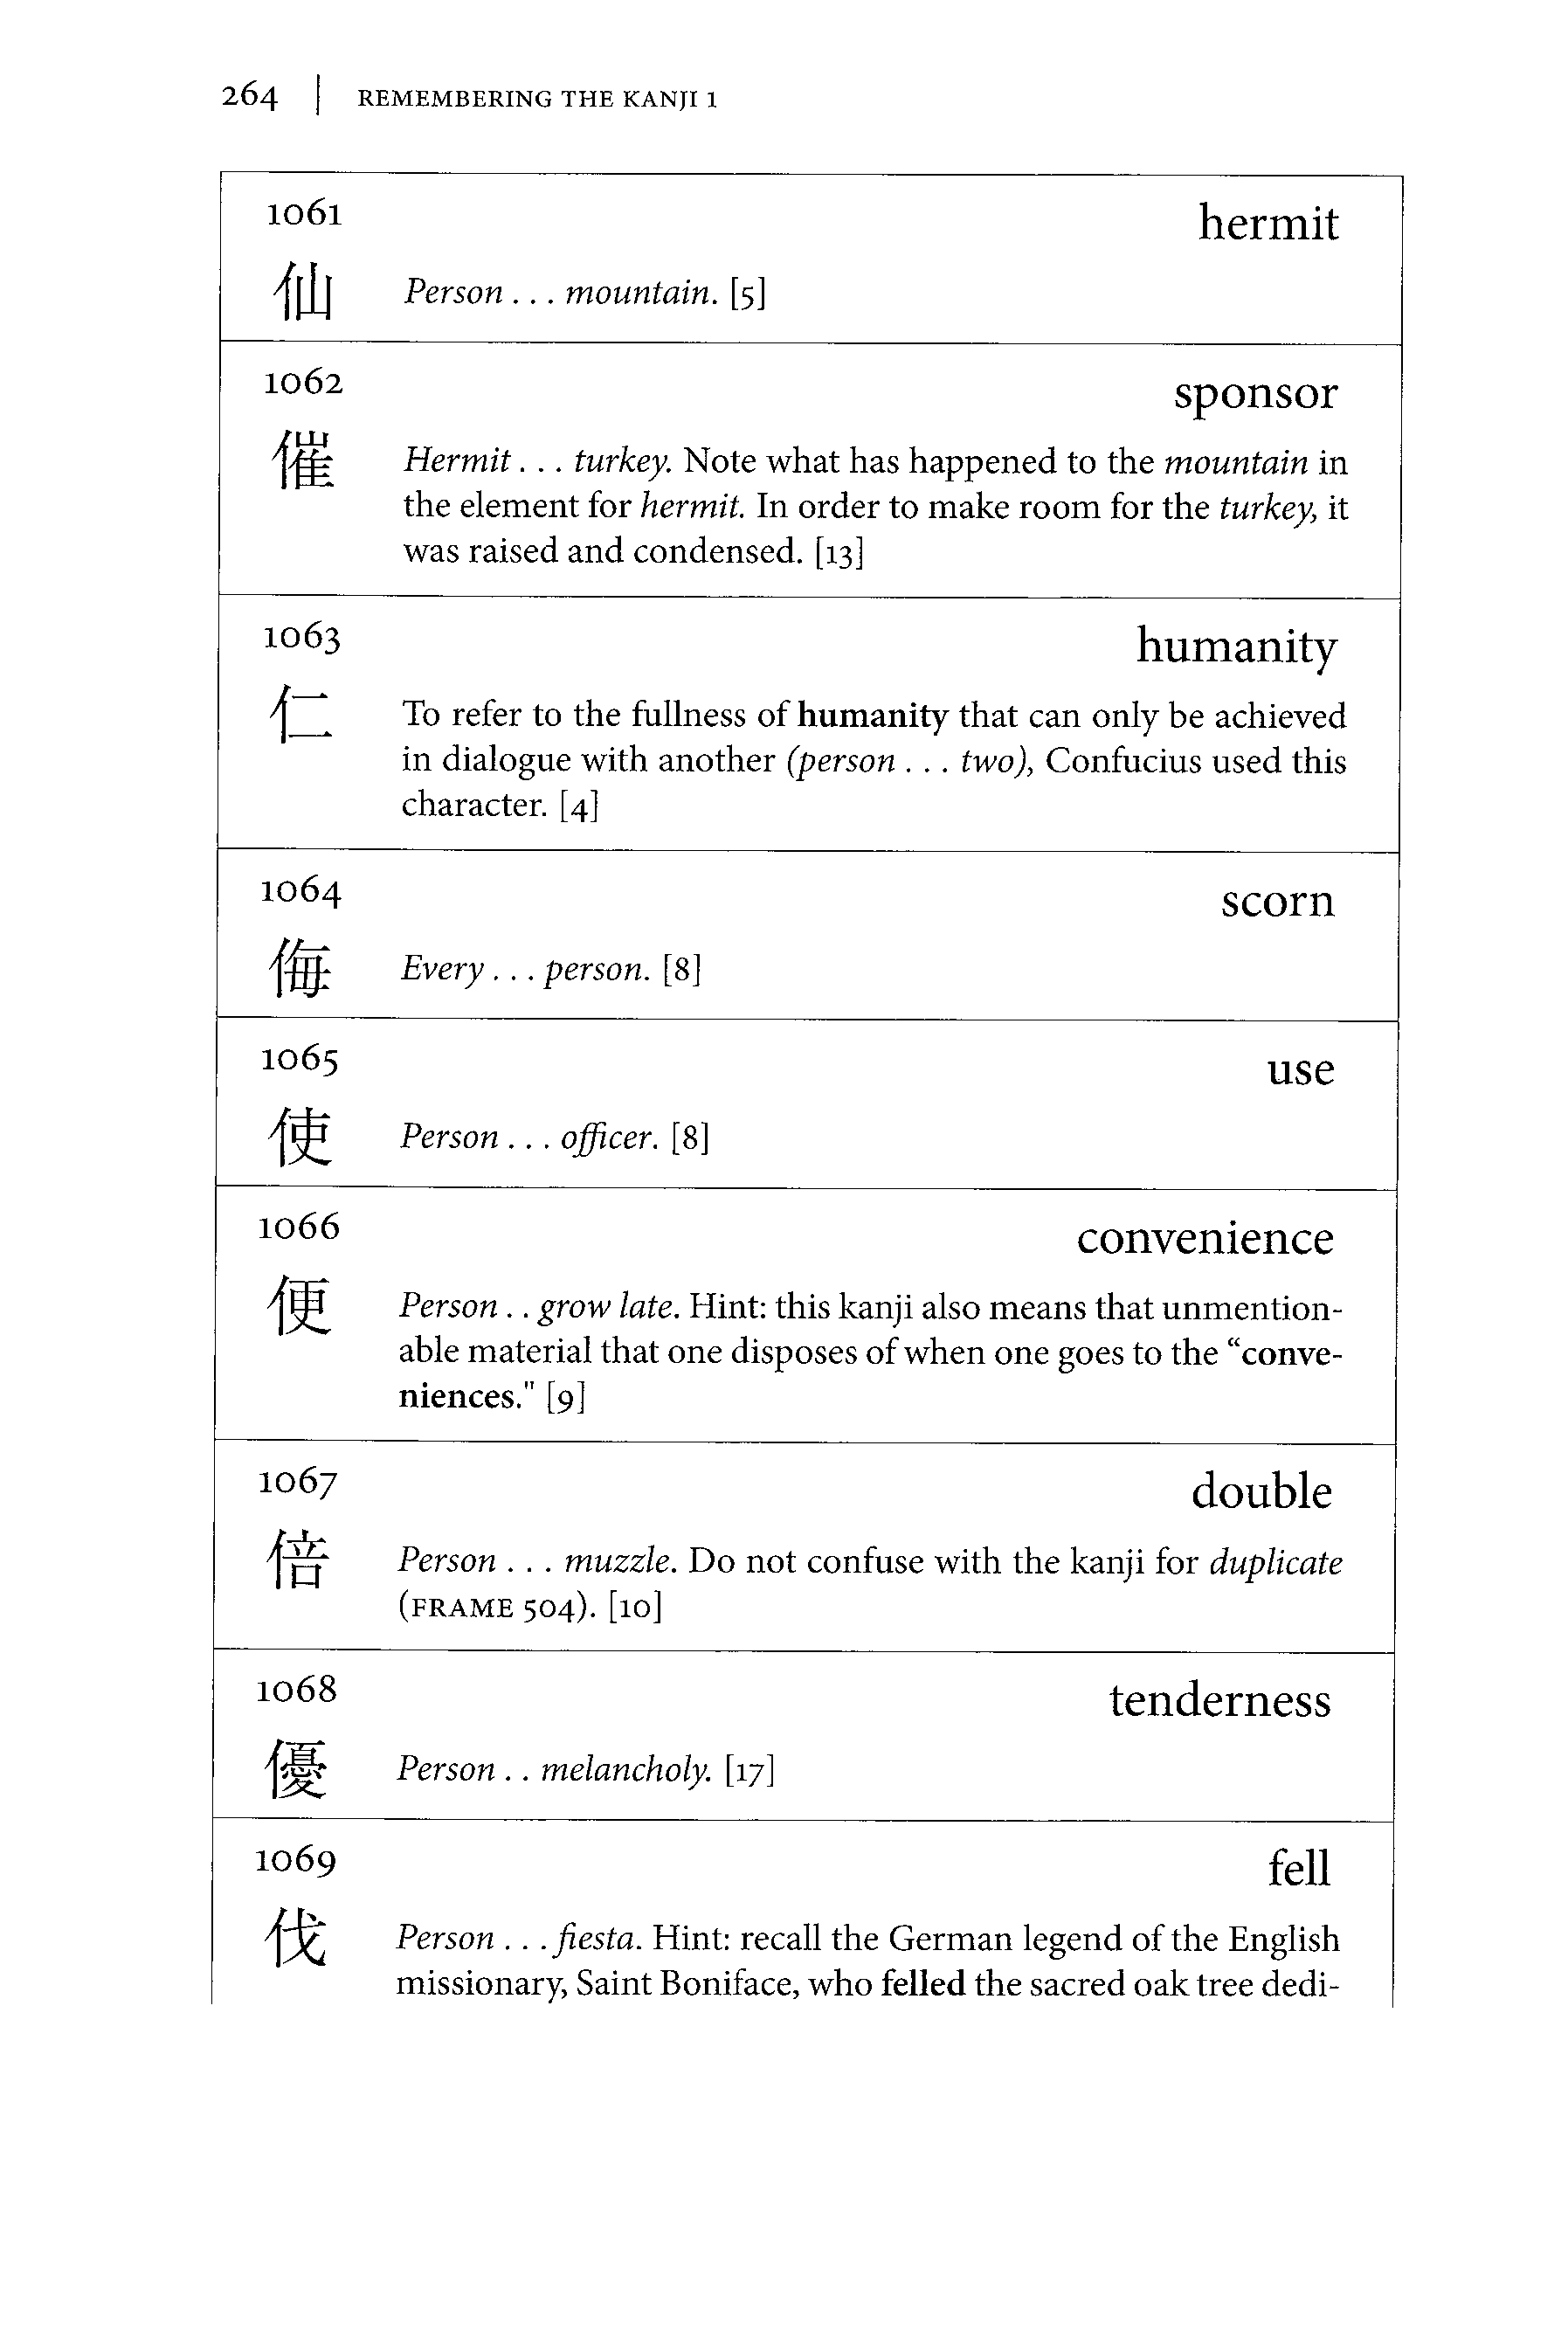 264 | REMEMBERING THE KANJI 1
1061
hermit
仙
Person . . . mountain. [5]
1062
sponsor
催
Hermit . . . turkey. Note what has happened to the mountain in
the element for hermit. In order to make room for the turkey, it
was raised and condensed. [13]
1063
humanity
仁
To refer to the fullness of humanity that can only be achieved
in dialogue with another (person . . . two), Confucius used this
character. [4]
1064
scorn
侮
Every . . . person. [8]
1065
use
使
Person . . . officer. [8]
1066
convenience
便
Person . . grow late. Hint: this kanji also means that unmention-
able material that one disposes of when one goes to the “conve-
niences." [9]
1067
double
倍
Person . . . muzzle. Do not confuse with the kanji for duplicate
(FRAME 504). [10]
1068
tenderness
優
Person . . melancholy. [17]
1069
fell
伐
Person . . . fiesta. Hint: recall the German legend of the English
missionary, Saint Boniface, who felled the sacred oak tree dedi-